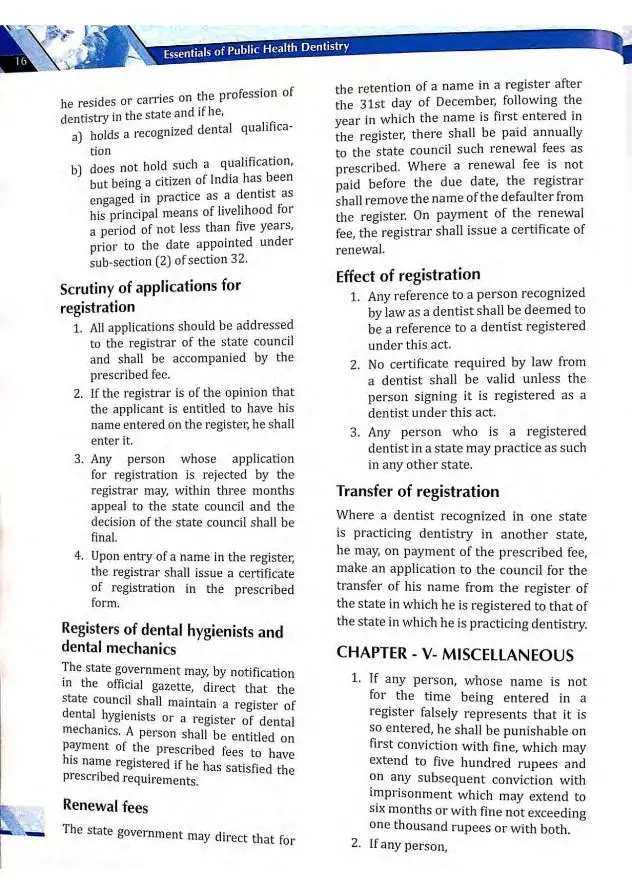 Essentials of Public Health Dentistry
16
he resides or carries on the profession of
dentistry in the state and if he,
a) holds a recognized dental qualifica-
tion
b) does not hold such a qualification,
but being a citizen of India has been
engaged in practice as a dentist as
his principal means of livelihood for
a period of not less than five years,
prior to the date appointed under
sub-section (2) of section 32.
Scrutiny of applications for
registration
1. All applications should be addressed
to the registrar of the state council
and shall be accompanied by the
prescribed fee.
2. If the registrar is of the opinion that
the applicant is entitled to have his
name entered on the register, he shall
enter it.
3. Any person whose application
for registration is rejected by the
registrar may, within three months
appeal to the state council and the
decision of the state council shall be
final.
4. Upon entry of a name in the register,
the registrar shall issue a certificate
of registration in the prescribed
form.
Registers of dental hygienists and
dental mechanics
The state government may, by notification
in the official gazette, direct that the
state council shall maintain a register of
dental hygienists or a register of dental
mechanics. A person shall be entitled on
payment of the prescribed fees to have
his name registered if he has satisfied the
prescribed requirements.
Renewal fees
The state government may direct that for
the retention of a name in a register after
the 31st day of December, following the
year in which the name is first entered in
the register, there shall be paid annually
to the state council such renewal fees as
prescribed. Where a renewal fee is not
paid before the due date, the registrar
shall remove the name of the defaulter from
the register. On payment of the renewal
fee, the registrar shall issue a certificate of
renewal.
Effect of registration
1. Any reference to a person recognized
by law as a dentist shall be deemed to
be a reference to a dentist registered
under this act.
2. No certificate required by law from
a dentist shall be valid unless the
person signing it is registered as a
dentist under this act.
3. Any person who is a registered
dentist in a state may practice as such
in any other state.
Transfer of registration
Where a dentist recognized in one state
is practicing dentistry in another state,
he may, on payment of the prescribed fee,
make an application to the council for the
transfer of his name from the register of
the state in which he is registered to that of
the state in which he is practicing dentistry.
CHAPTER - V- MISCELLANEOUS
1. If any person, whose name is not
for the time being entered in a
register falsely represents that it is
so entered, he shall be punishable on
first conviction with fine, which may
extend to five hundred rupees and
on any subsequent conviction with
imprisonment which may extend to
six months or with fine not exceeding
one thousand rupees or with both.
2. If any person,